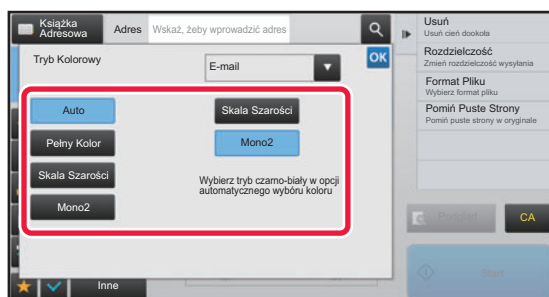 Książka
Adresowa
Adres
Wskaż, żeby wprowadzić adres
Tryb Kolorowy
E-mail
OK
Auto
Pełny Kolor
Skala Szarości
Mono2
Skala Szarości
Mono2
Wybierz tryb czarno-biały w opcji
automatycznego wyboru koloru
Inne
Usuń
Usuń cień dookoła
Rozdzielczość
Zmień rozdzielczość wysyłania
Format Pliku
Wybierz format pliku
Pomiń Puste Strony
Pomiń puste strony w oryginale
Podgląd
CA
Start